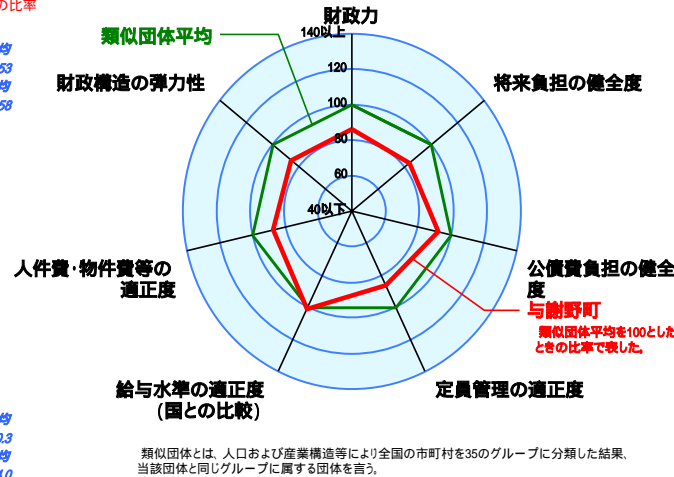 の比率
財政力
140以上
類似団体平均
均
53
120
均
財政構造の弾力性
将来負担の健全度
58
100
80
60
40以下
人件費・物件費等の
適正度
公債費負担の健全
度
与謝野町
類似団体平均を100とした
ときの比率で表した。
給与水準の適正度
(国との比較)
定員管理の適正度
均
0.3
均
類似団体とは、人口および産業構造等により全国の市町村を35のグループに分類した結果、
当該団体と同じグループに属する団体を言う。